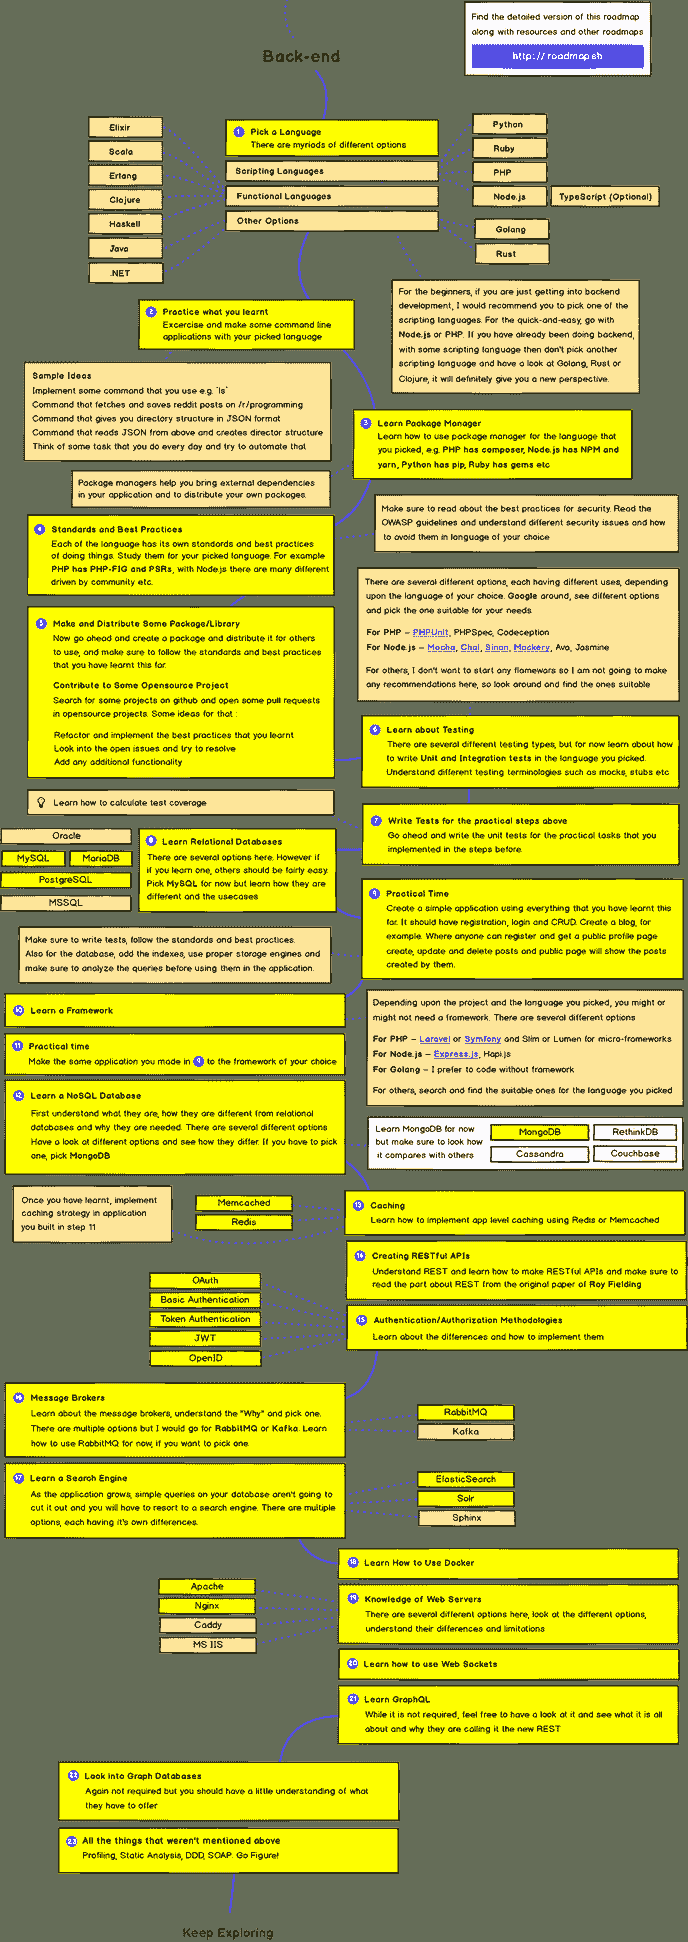 Find the detailed version of this roadmap
along with resources and other roadmaps
http://roadmap.sh
Back-end
1 Pick a Language
There are myriads of different options
Scripting Languages
Functional Languages
Other Options
Elixir
Scala
Erlang
Clojure
Haskell
Java
.NET
Python
Ruby
PHP
Node.js
TypeScript (Optional)
Golang
Rust
For the beginners, if you are just getting into backend
development, I would recommend you to pick one of the
scripting languages. For the quick-and-easy, go with
Node.js or PHP. If you have already been doing backend,
with some scripting language then don't pick another
scripting language and have a look at Golang, Rust or
Clojure, it will definitely give you a new perspective.
2 Practice what you learnt
Excercise and make some command line
applications with your picked language
Sample Ideas
Implement some command that you use e.g. `ls`
Command that fetches and saves reddit posts on /r/programming
Command that gives you directory structure in JSON format
Command that reads JSON from above and creates director structure
Think of some task that you do every day and try to automate that
3 Learn Package Manager
Learn how to use package manager for the language that
you picked, e.g. PHP has composer, Node.js has NPM and
yarn, Python has pip, Ruby has gems etc
Package managers help you bring external dependencies
in your application and to distribute your own packages.
4 Standards and Best Practices
Each of the language has its own standards and best practices
of doing things. Study them for your picked language. For example
PHP has PHP-FIG and PSRs, with Node.js there are many different
driven by community etc.
Make sure to read about the best practices for security. Read the
OWASP guidelines and understand different security issues and how
to avoid them in language of your choice
5 Make and Distribute Some Package/Library
Now go ahead and create a package and distribute it for others
to use, and make sure to follow the standards and best practices
that you have learnt this far.
Contribute to Some Opensource Project
Search for some projects on github and open some pull requests
in opensource projects. Some ideas for that :
Refactor and implement the best practices that you learnt
Look into the open issues and try to resolve
Add any additional functionality
There are several different options, each having different uses, depending
upon the language of your choice. Google around, see different options
and pick the one suitable for your needs.
For PHP – PHPUnit, PHPSpec, Codeception
For Node.js – Mocha, Chai, Sinon, Mockery, Ava, Jasmine
For others, I don't want to start any flamewars so I am not going to make
any recommendations here, so look around and find the ones suitable
6 Learn about Testing
There are several different testing types, but for now learn about how
to write Unit and Integration tests in the language you picked.
Understand different testing terminologies such as mocks, stubs etc
Learn how to calculate test coverage
7 Write Tests for the practical steps above
Go ahead and write the unit tests for the practical tasks that you
implemented in the steps before.
8 Learn Relational Databases
There are several options here. However if
if you learn one, others should be fairly easy.
Pick MySQL for now but learn how they are
different and the usecases
Oracle
MySQL
MariaDB
PostgreSQL
MSSQL
9 Practical Time
Create a simple application using everything that you have learnt this
far. It should have registration, login and CRUD. Create a blog, for
example. Where anyone can register and get a public profile page
create, update and delete posts and public page will show the posts
created by them.
Make sure to write tests, follow the standards and best practices.
Also for the database, add the indexes, use proper storage engines and
make sure to analyze the queries before using them in the application.
10 Learn a Framework
Depending upon the project and the language you picked, you might or
might not need a framework. There are several different options
For PHP – Laravel or Symfony and Slim or Lumen for micro-frameworks
For Node.js – Express.js, Hapi.js
For Golang – I prefer to code without framework
For others, search and find the suitable ones for the language you picked
11 Practical time
Make the same application you made in 9 to the framework of your choice
12 Learn a NoSQL Database
First understand what they are, how they are different from relational
databases and why they are needed. There are several different options
Have a look at different options and see how they differ. If you have to pick
one, pick MongoDB
Learn MongoDB for now
but make sure to look how
it compares with others
MongoDB
RethinkDB
Cassandra
Couchbase
13 Caching
Learn how to implement app level caching using Redis or Memcached
Once you have learnt, implement
caching strategy in application
you built in step 11
Memcached
Redis
14 Creating RESTful APIs
Understand REST and learn how to make RESTful APIs and make sure to
read the part about REST from the original paper of Roy Fielding
15 Authentication/Authorization Methodologies
Learn about the differences and how to implement them
OAuth
Basic Authentication
Token Authentication
JWT
OpenID
16 Message Brokers
Learn about the message brokers, understand the "Why" and pick one.
There are multiple options but I would go for RabbitMQ or Kafka. Learn
how to use RabbitMQ for now, if you want to pick one.
RabbitMQ
Kafka
17 Learn a Search Engine
As the application grows, simple queries on your database aren't going to
cut it out and you will have to resort to a search engine. There are multiple
options, each having it's own differences.
ElasticSearch
Solr
Sphinx
18 Learn How to Use Docker
19 Knowledge of Web Servers
There are several different options here, look at the different options,
understand their differences and limitations
Apache
Nginx
Caddy
MS IIS
20 Learn how to use Web Sockets
21 Learn GraphQL
While it is not required, feel free to have a look at it and see what it is all
about and why they are calling it the new REST
22 Look into Graph Databases
Again not required but you should have a little understanding of what
they have to offer
23 All the things that weren't mentioned above
Profiling, Static Analysis, DDD, SOAP. Go Figure!
Keep Exploring